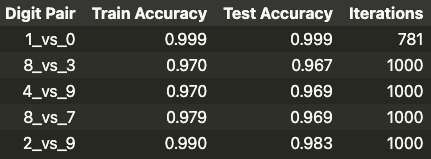 Digit Pair Train Accuracy Test Accuracy Iterations
1_vs_0 0.999 0.999 781
8_vs_3 0.970 0.967 1000
4_vs_9 0.970 0.969 1000
8_vs_7 0.979 0.969 1000
2_vs_9 0.990 0.983 1000